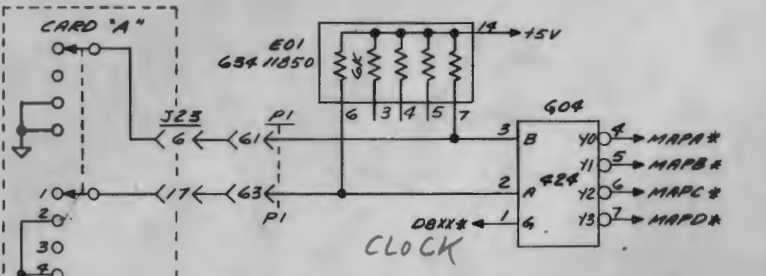 CARD "A"
E01
634 11850
6K
14
+5V
6
3
4
5
7
J23
6
61
P1
G04
3
B
Y0
4
MAPA*
Y1
5
MAPB*
1
17
63
P1
2
A
424
Y2
6
MAPC*
2
DBXX*
1
G
Y3
7
MAPD*
3
4
CLOCK